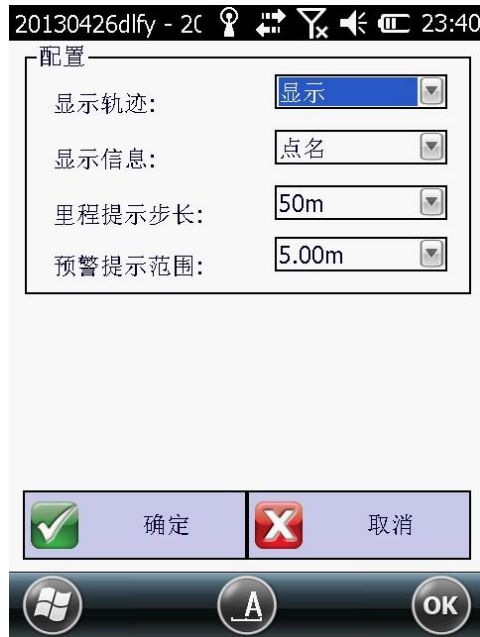 20130426dlfy - 2( 23:40
配置
显示轨迹: 显示
显示信息: 点名
里程提示步长: 50m
预警提示范围: 5.00m
确定 取消
A OK